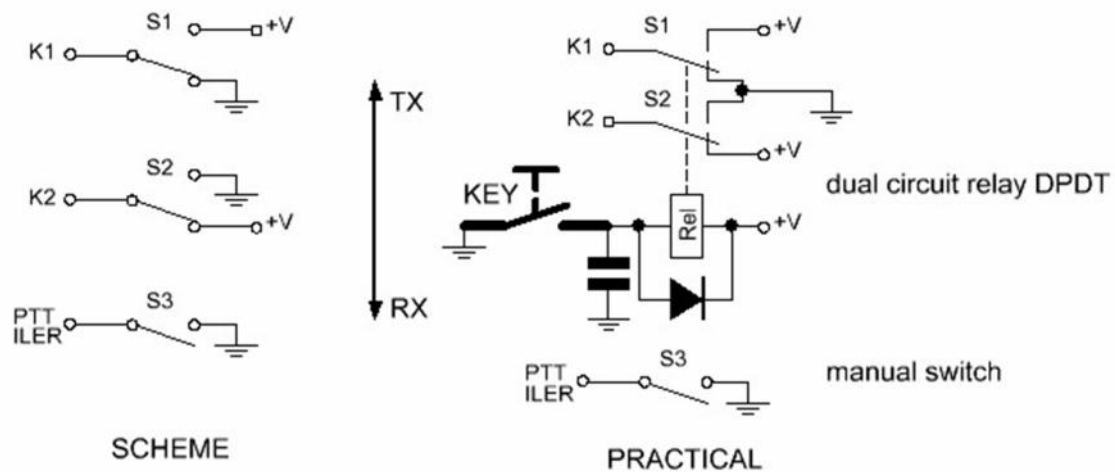 S1
+V
K1
S2
K2
+V
PTT
ILER
S3
SCHEME
TX
RX
S1
+V
K1
S2
K2
+V
dual circuit relay DPDT
KEY
Rel
+V
S3
PTT
ILER
manual switch
PRACTICAL